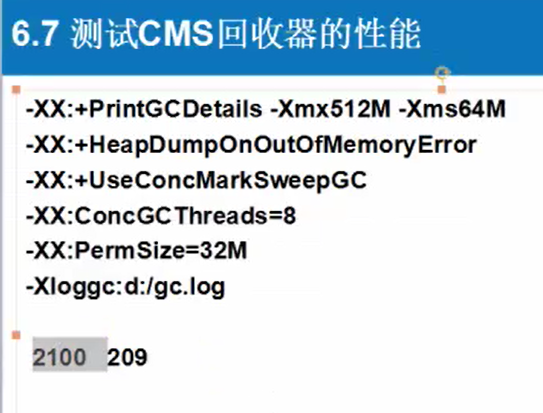 6.7 测试CMS回收器的性能
-XX:+PrintGCDetails -Xmx512M -Xms64M
-XX:+HeapDumpOnOutOfMemoryError
-XX:+UseConcMarkSweepGC
-XX:ConcGCThreads=8
-XX:PermSize=32M
-Xloggc:d:/gc.log
2100 209